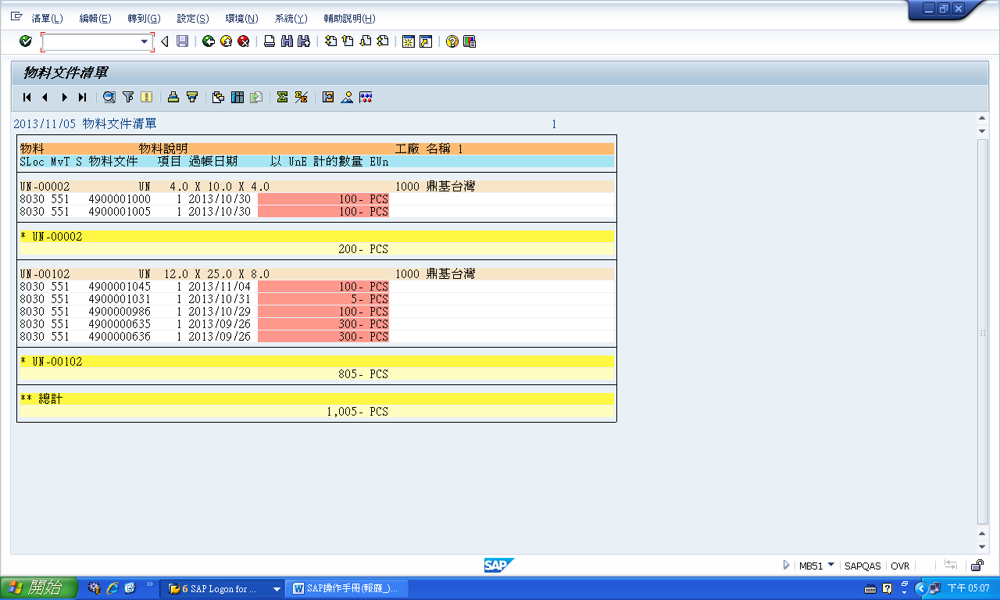 清單(L) 編輯(E) 轉到(G) 設定(S) 環境(N) 系統(Y) 輔助說明(H)
物料文件清單
2013/11/05 物料文件清單 1
物料 物料說明 工廠 名稱 1
SLoc MvT S 物料文件 項目 過帳日期 以 UnE 計的數量 EUn
UN-00002 UN 4.0 X 10.0 X 4.0 1000 鼎基台灣
8030 551 4900001000 1 2013/10/30 100- PCS
8030 551 4900001005 1 2013/10/30 100- PCS
* UN-00002
200- PCS
UN-00102 UN 12.0 X 25.0 X 8.0 1000 鼎基台灣
8030 551 4900001045 1 2013/11/04 100- PCS
8030 551 4900001031 1 2013/10/31 5- PCS
8030 551 4900000986 1 2013/10/29 100- PCS
8030 551 4900000635 1 2013/09/26 300- PCS
8030 551 4900000636 1 2013/09/26 300- PCS
* UN-00102
805- PCS
** 總計
1,005- PCS
SAP MB51 SAPQAS OVR
開始 6 SAP Logon for ... SAP操作手冊(報廢_)... 下午 05:07